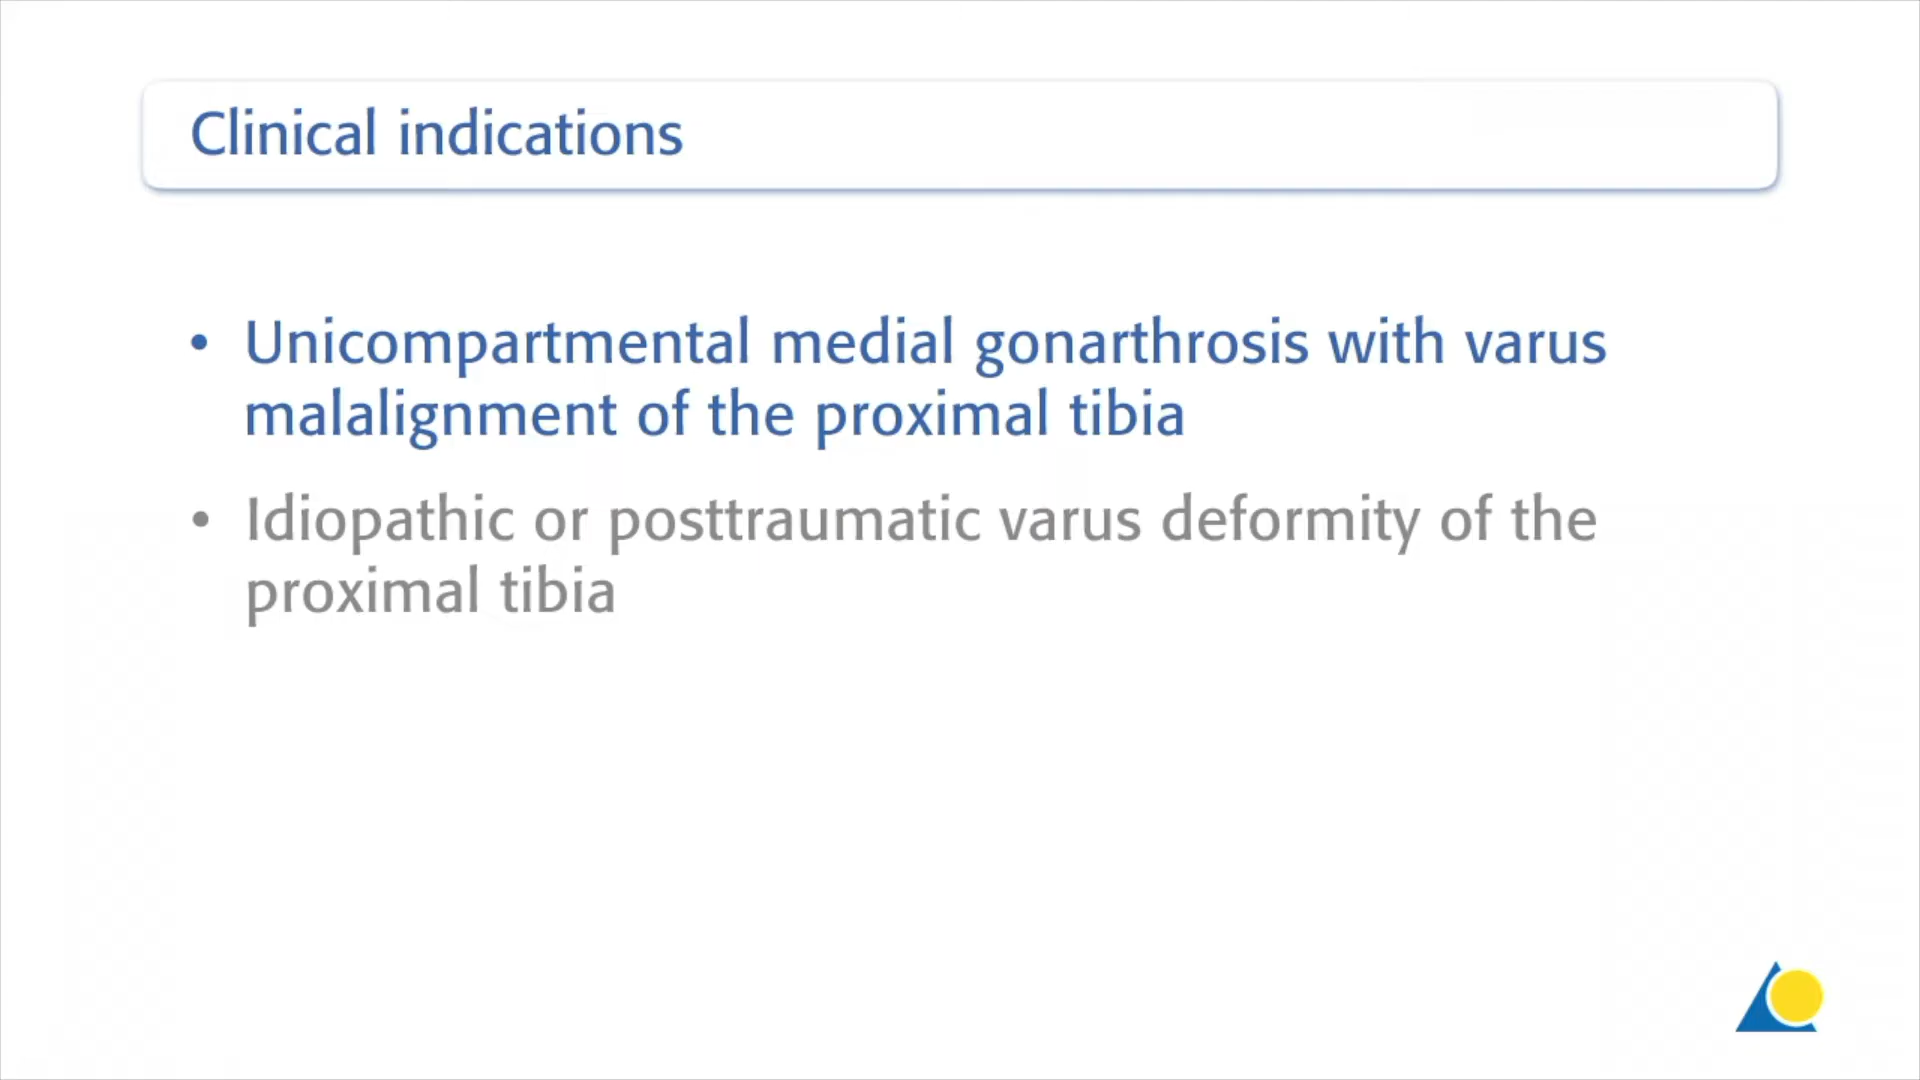 Clinical indications
• Unicompartmental medial gonarthrosis with varus
malalignment of the proximal tibia
• Idiopathic or posttraumatic varus deformity of the
proximal tibia